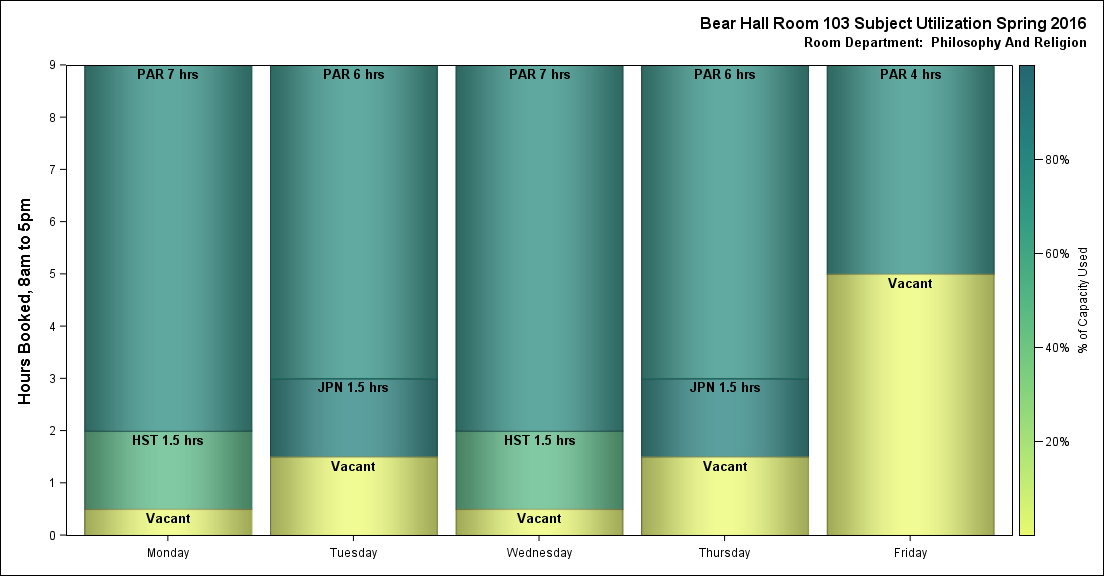 Bear Hall Room 103 Subject Utilization Spring 2016
Room Department:  Philosophy And Religion
Hours Booked, 8am to 5pm
9
8
7
6
5
4
3
2
1
0
PAR 7 hrs
HST 1.5 hrs
Vacant
PAR 6 hrs
JPN 1.5 hrs
Vacant
PAR 7 hrs
HST 1.5 hrs
Vacant
PAR 6 hrs
JPN 1.5 hrs
Vacant
PAR 4 hrs
Vacant
Monday
Tuesday
Wednesday
Thursday
Friday
80%
60%
40%
20%
% of Capacity Used